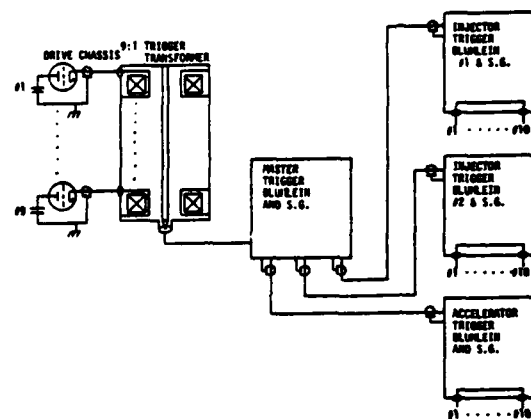 DRIVE CHASSIS
9:1 TRIGGER
TRANSFORMER
#1
#9
MASTER
TRIGGER
BLUMLEIN
AND S.G.
INJECTOR
TRIGGER
BLUMLEIN
#1 & S.G.
#1 ······ #10
INJECTOR
TRIGGER
BLUMLEIN
#2 & S.G.
#1 ······ #10
ACCELERATOR
TRIGGER
BLUMLEIN
AND S.G.
#1 ······ #10